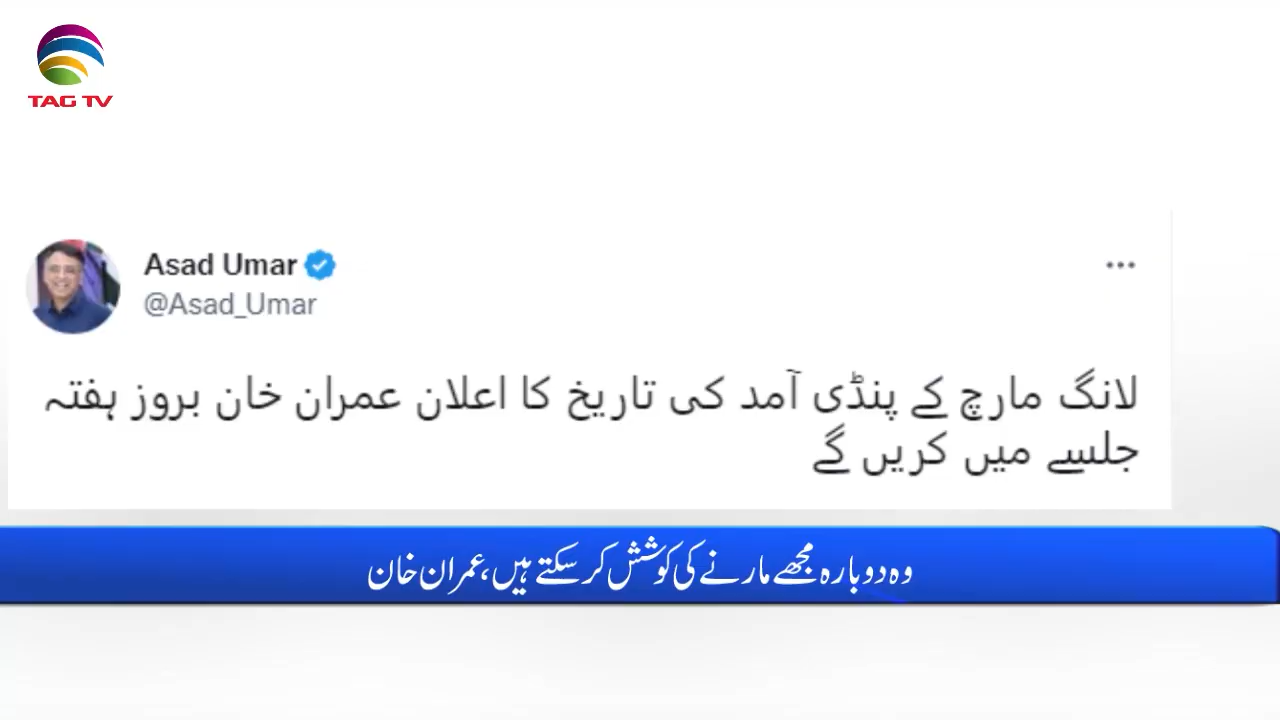 TAG TV
Asad Umar
@Asad_Umar
لانگ مارچ کے پنڈی آمد کی تاریخ کا اعلان عمران خان بروز ہفتہ
جلسے میں کریں گے
وہ دوبارہ مجھے مارنے کی کوشش کر سکتے ہیں، عمران خان